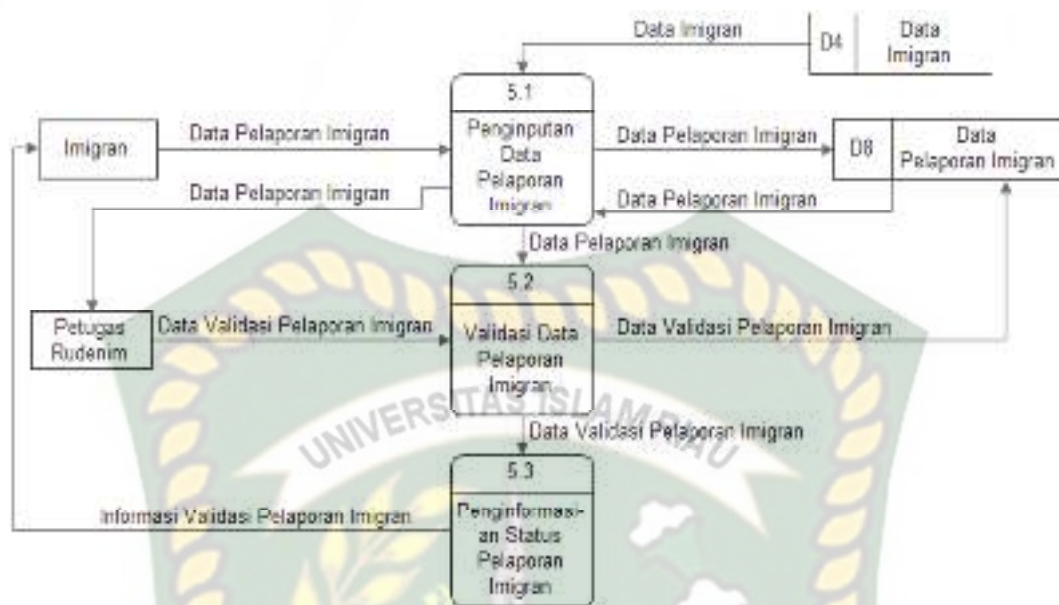 Data Imigran
D4
Data
Imigran
5.1
Penginputan
Data
Pelaporan
Imigran
Imigran
Data Pelaporan Imigran
Data Pelaporan Imigran
D8
Data
Pelaporan Imigran
Data Pelaporan Imigran
Data Pelaporan Imigran
Data Pelaporan Imigran
5.2
Validasi Data
Pelaporan
Imigran
Petugas
Rudenim
Data Validasi Pelaporan Imigran
Data Validasi Pelaporan Imigran
UNIVERSITAS ISLAM RIAU
Data Validasi Pelaporan Imigran
5.3
Penginformasi-
an Status
Pelaporan
Imigran
Informasi Validasi Pelaporan Imigran